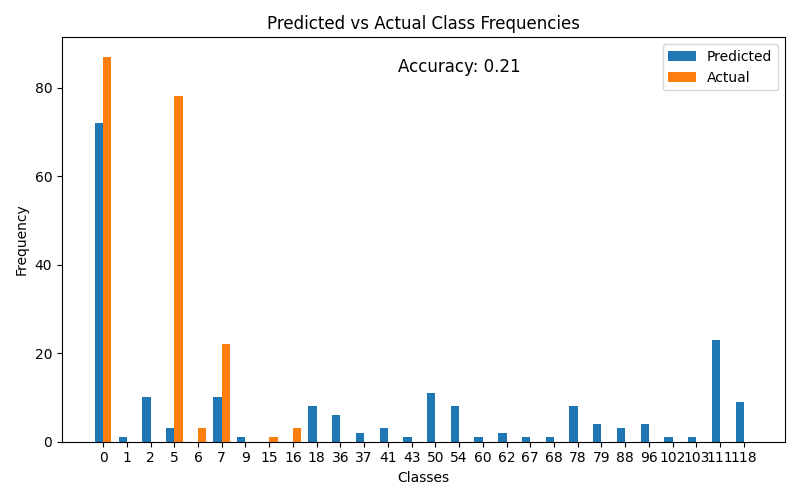 Predicted vs Actual Class Frequencies
Accuracy: 0.21
Predicted
Actual
Frequency
80
60
40
20
0
0 1 2 5 6 7 9 15 16 18 36 37 41 43 50 54 60 62 67 68 78 79 88 96 102 103 111 118
Classes